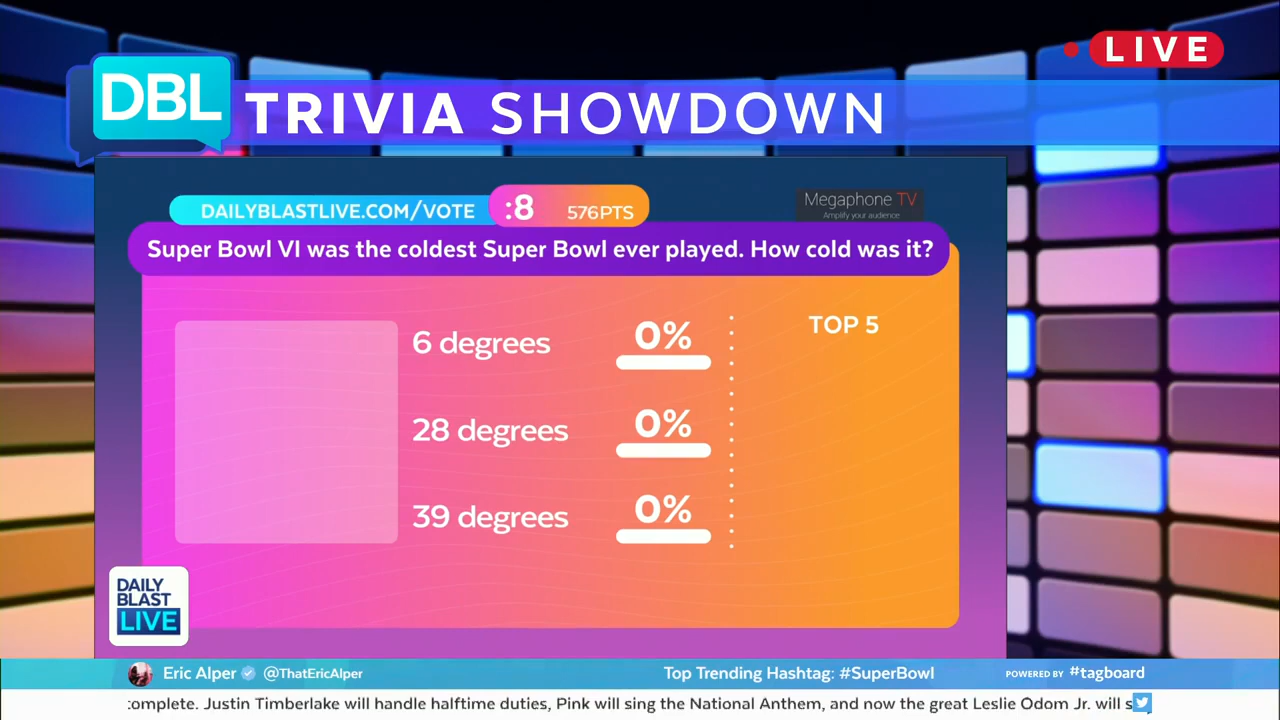 LIVE
DBL
TRIVIA SHOWDOWN
DAILYBLASTLIVE.COM/VOTE
:8
576PTS
Megaphone TV
Amplify your audience
Super Bowl VI was the coldest Super Bowl ever played. How cold was it?
6 degrees
0%
28 degrees
0%
39 degrees
0%
TOP 5
DAILY
BLAST
LIVE
Eric Alper @ThatEricAlper
Top Trending Hashtag: #SuperBowl
POWERED BY #tagboard
complete. Justin Timberlake will handle halftime duties, Pink will sing the National Anthem, and now the great Leslie Odom Jr. will s